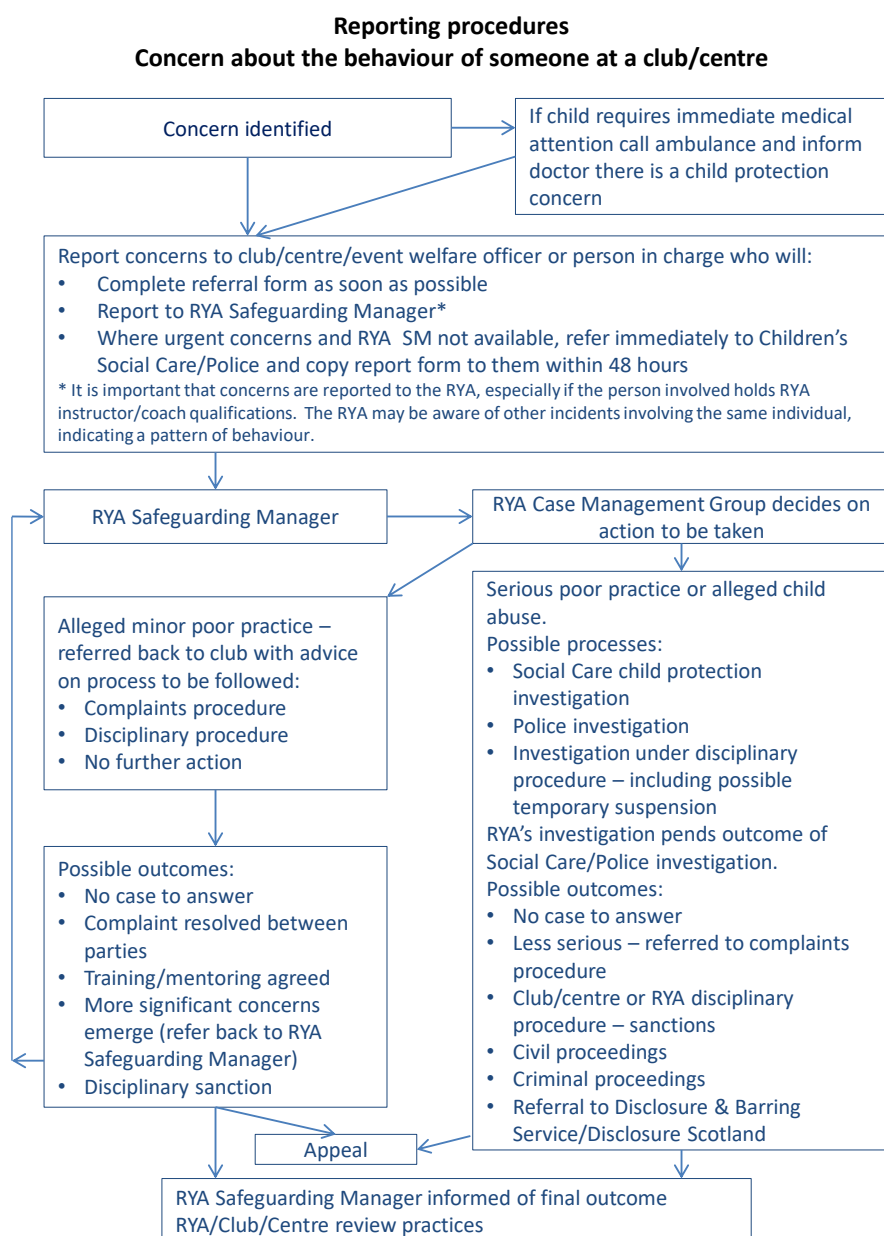 Reporting procedures
Concern about the behaviour of someone at a club/centre
Concern identified
If child requires immediate medical
attention call ambulance and inform
doctor there is a child protection
concern
Report concerns to club/centre/event welfare officer or person in charge who will:
• Complete referral form as soon as possible
• Report to RYA Safeguarding Manager*
• Where urgent concerns and RYA SM not available, refer immediately to Children's
Social Care/Police and copy report form to them within 48 hours
* It is important that concerns are reported to the RYA, especially if the person involved holds RYA
instructor/coach qualifications. The RYA may be aware of other incidents involving the same individual,
indicating a pattern of behaviour.
RYA Safeguarding Manager
RYA Case Management Group decides on
action to be taken
Alleged minor poor practice –
referred back to club with advice
on process to be followed:
• Complaints procedure
• Disciplinary procedure
• No further action
Serious poor practice or alleged child
abuse.
Possible processes:
• Social Care child protection
investigation
• Police investigation
• Investigation under disciplinary
procedure – including possible
temporary suspension
RYA's investigation pends outcome of
Social Care/Police investigation.
Possible outcomes:
• No case to answer
• Less serious – referred to complaints
procedure
• Club/centre or RYA disciplinary
procedure – sanctions
• Civil proceedings
• Criminal proceedings
• Referral to Disclosure & Barring
Service/Disclosure Scotland
Possible outcomes:
• No case to answer
• Complaint resolved between
parties
• Training/mentoring agreed
• More significant concerns
emerge (refer back to RYA
Safeguarding Manager)
• Disciplinary sanction
Appeal
RYA Safeguarding Manager informed of final outcome
RYA/Club/Centre review practices